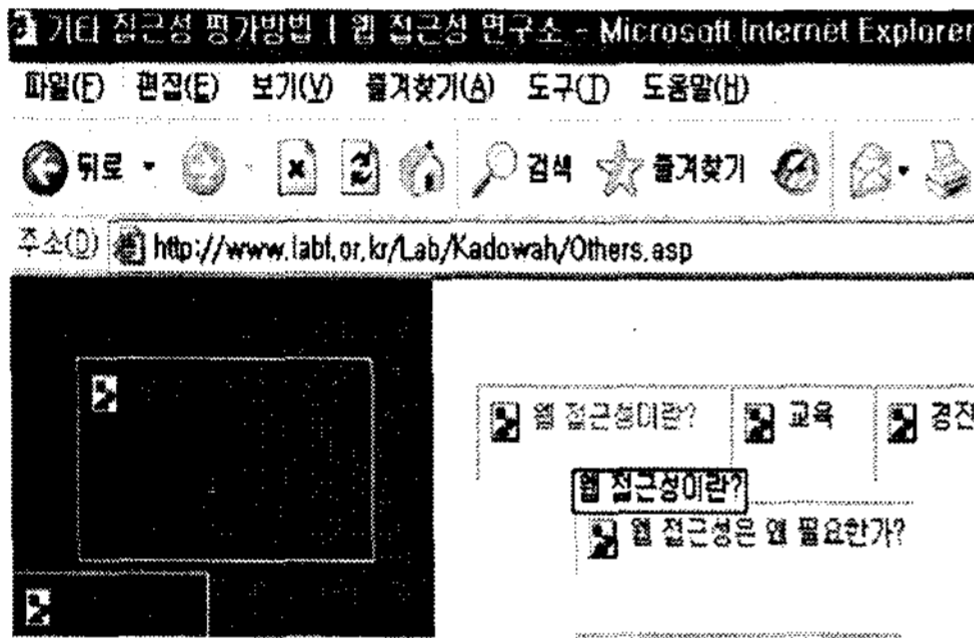 기타 접근성 평가방법 | 웹 접근성 연구소 - Microsoft Internet Explorer
파일(F) 편집(E) 보기(V) 즐겨찾기(A) 도구(T) 도움말(H)
뒤로 검색 즐겨찾기
주소(D) http://www.iabf.or.kr/Lab/Kadowah/Others.asp
웹 접근성이란? 교육
웹 접근성이란?
웹 접근성은 왜 필요한가?